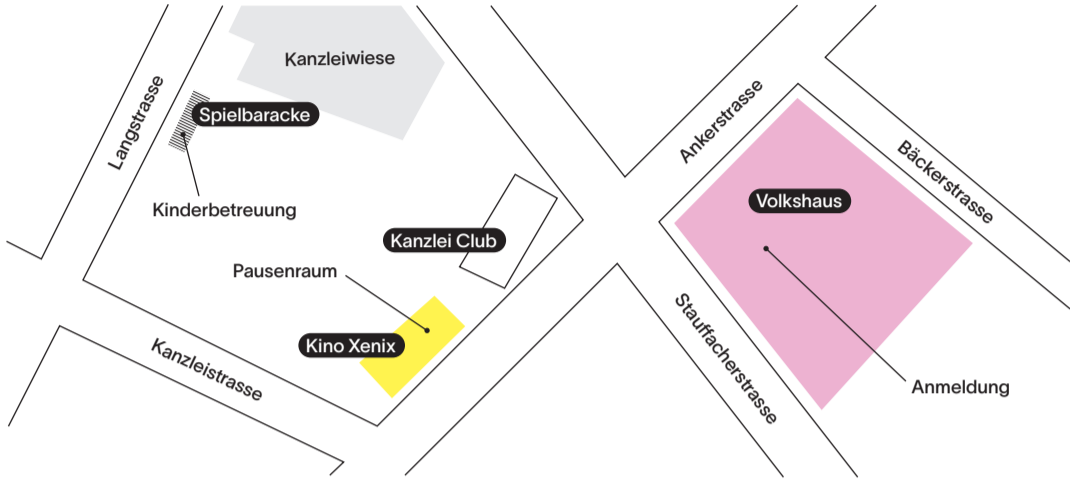 Kanzleiwiese
Langstrasse
Spielbaracke
Ankerstrasse
Bäckerstrasse
Kinderbetreuung
Volkshaus
Kanzlei Club
Pausenraum
Kino Xenix
Kanzleistrasse
Stauffacherstrasse
Anmeldung